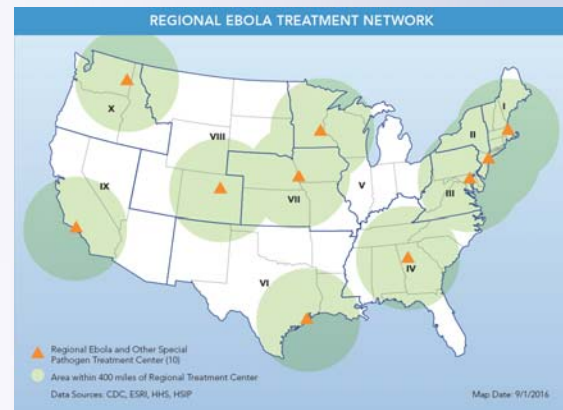 REGIONAL EBOLA TREATMENT NETWORK
I
II
X
VIII
V
IX
VII
III
IV
VI
Regional Ebola and Other Special
Pathogen Treatment Center (10)
Area within 400 miles of Regional Treatment Center
Data Sources: CDC, ESRI, HHS, HSIP
Map Date: 9/1/2016